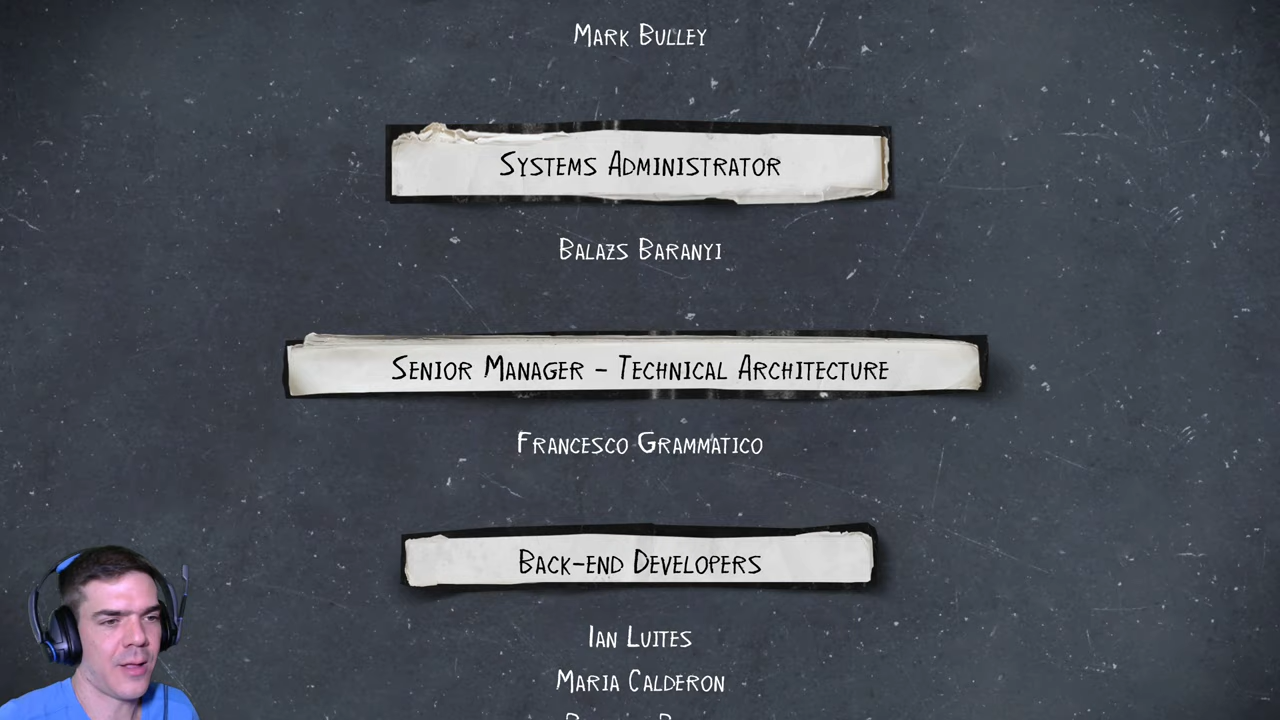 Mark Bulley
Systems Administrator
Balazs Baranyi
Senior Manager – Technical Architecture
Francesco Grammatico
Back-end Developers
Ian Luites
Maria Calderon